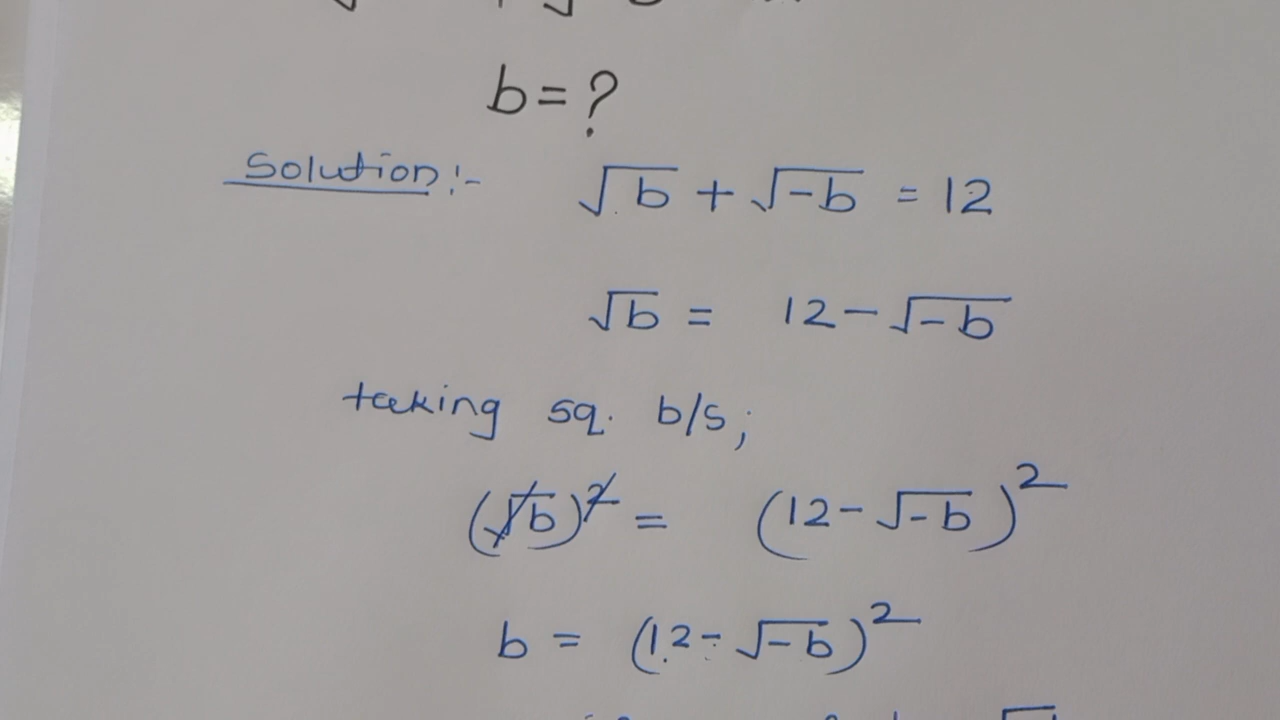 b = ?
Solution :- √b + √-b = 12
√b = 12 - √-b
taking sq. b/s;
(√b)² = (12 - √-b)²
b = (12 - √-b)²